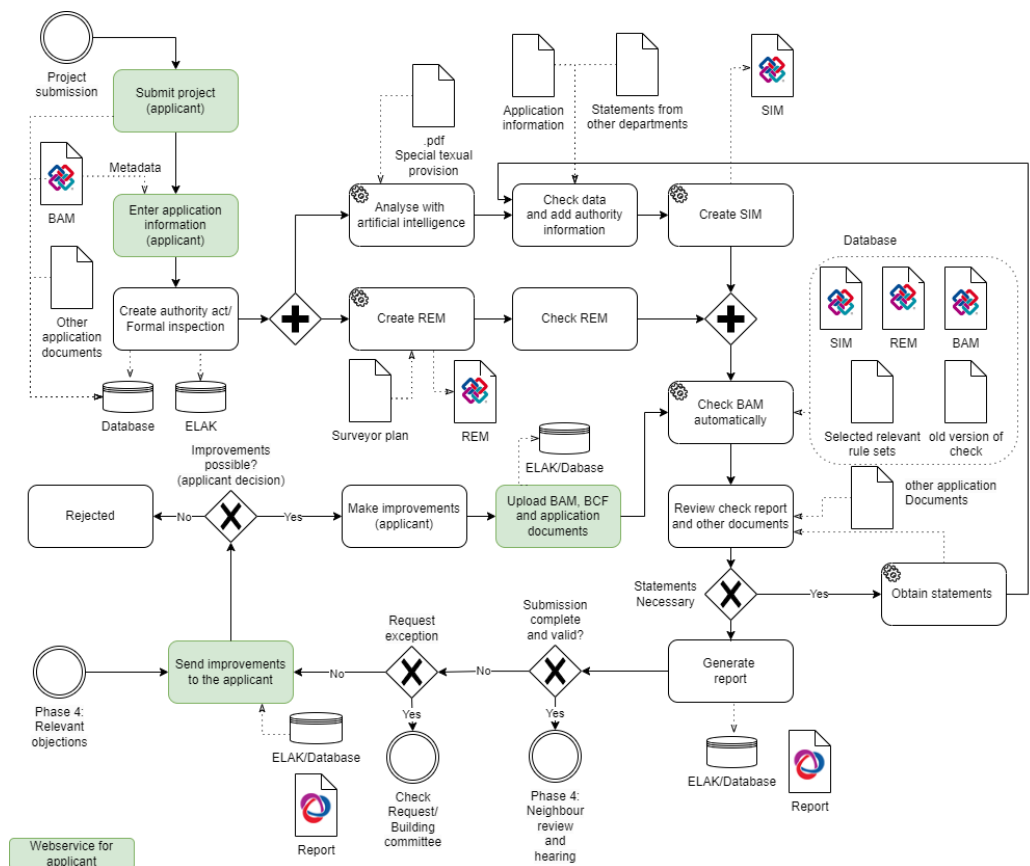 Project
submission
Submit project
(applicant)
Metadata
BAM
Enter application
information
(applicant)
Other
application
documents
Create authority act/
Formal inspection
Database
ELAK
.pdf
Special texual
provision
Application
information
Statements from
other departments
SIM
Analyse with
artificial intelligence
Check data
and add authority
information
Create SIM
Create REM
Check REM
Surveyor plan
REM
Database
SIM
REM
BAM
Selected relevant
rule sets
old version of
check
Check BAM
automatically
ELAK/Dabase
Improvements
possible?
(applicant decision)
Rejected
No
Yes
Make improvements
(applicant)
Upload BAM, BCF
and application
documents
Review check report
and other documents
other application
Documents
Statements
Necessary
Yes
Obtain statements
Generate
report
Submission
complete
and valid?
No
Yes
Request
exception
No
Yes
Send improvements
to the applicant
Phase 4:
Relevant
objections
ELAK/Database
Report
Check
Request/
Building
committee
Phase 4:
Neighbour
review
and
hearing
ELAK/Database
Report
Webservice for
applicant